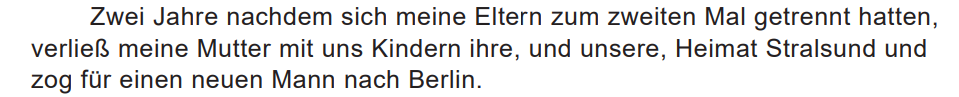 Zwei Jahre nachdem sich meine Eltern zum zweiten Mal getrennt hatten,
verließ meine Mutter mit uns Kindern ihre, und unsere, Heimat Stralsund und
zog für einen neuen Mann nach Berlin.